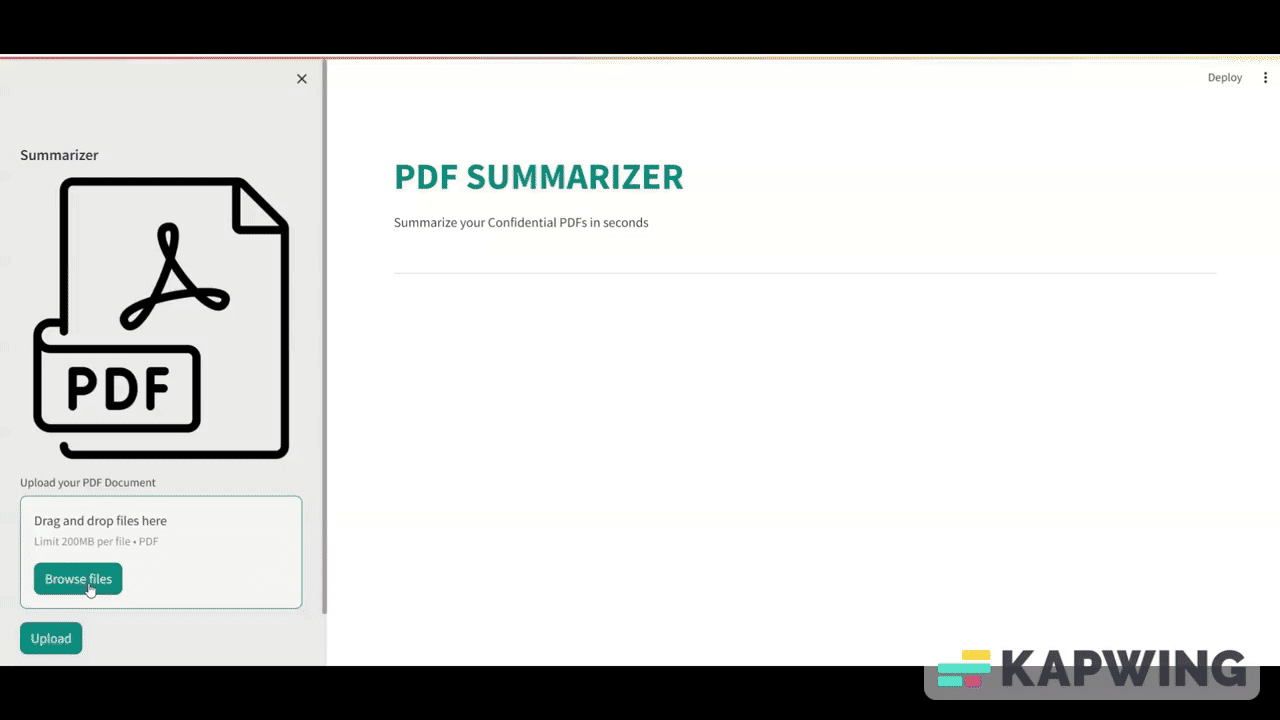 Deploy
Summarizer
PDF
Upload your PDF Document
Drag and drop files here
Limit 200MB per file • PDF
Browse files
Upload
PDF SUMMARIZER
Summarize your Confidential PDFs in seconds
KAPWING